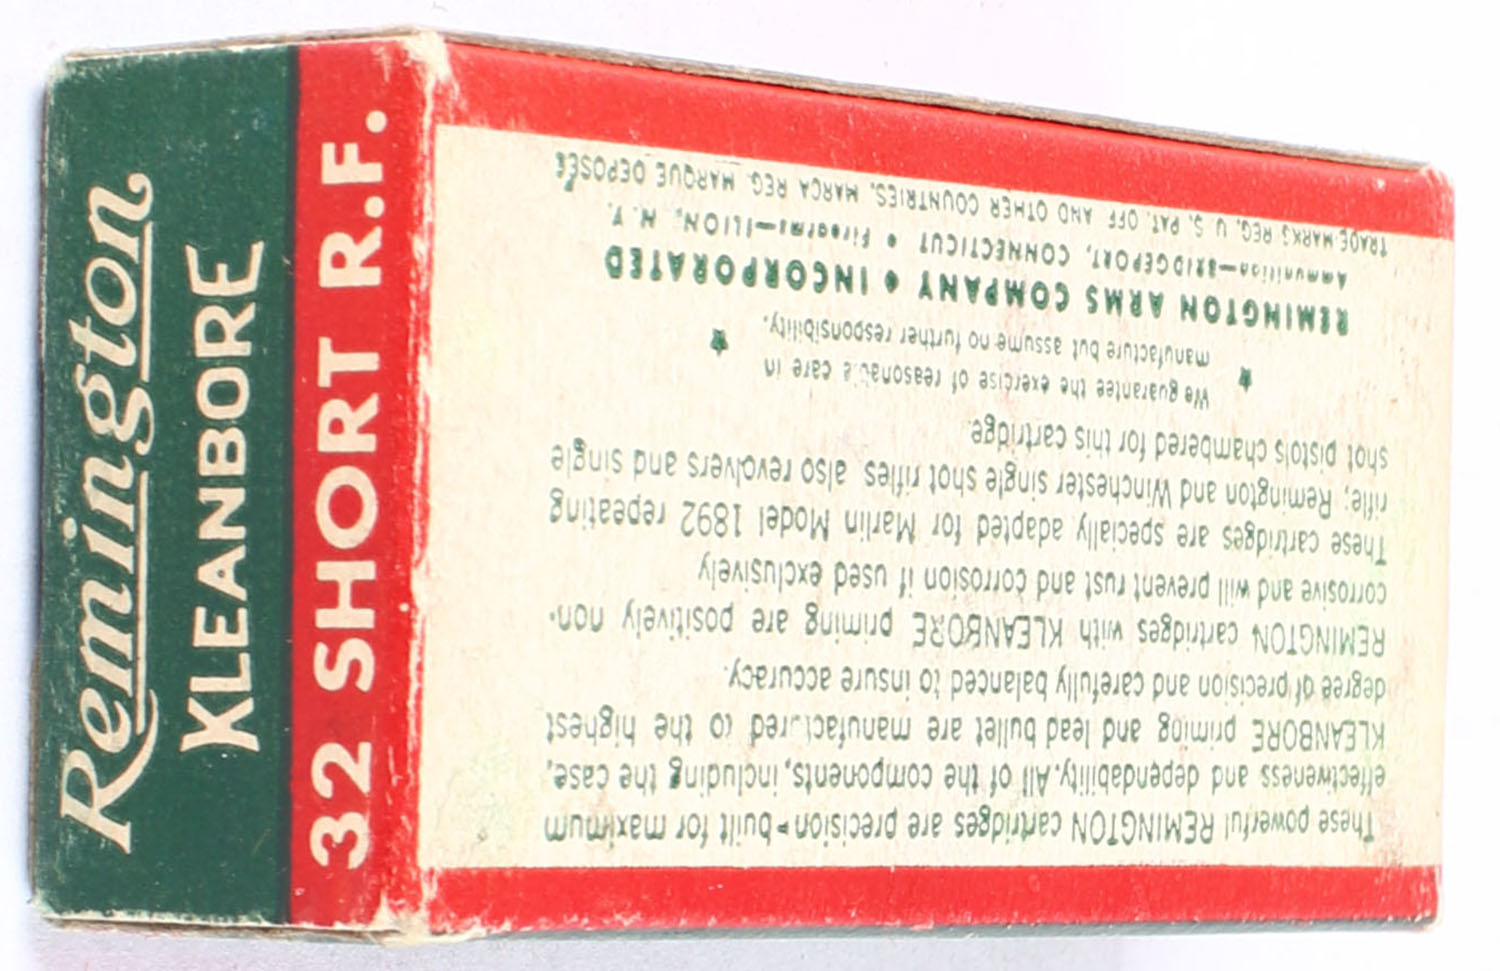 Remington
KLEANBORE
32 SHORT R.F.
These powerful REMINGTON cartridges are precision-built for maximum
effectiveness and dependability. All of the components, including the case,
KLEANBORE priming and lead bullet are manufactured to the highest
degree of precision and carefully balanced to insure accuracy.
REMINGTON cartridges with KLEANBORE priming are positively non-
corrosive and will prevent rust and corrosion if used exclusively
These cartridges are specially adapted for Marlin Model 1892 repeating
rifle; Remington and Winchester single shot rifles also revolvers and single
shot pistols chambered for this cartridge.
We guarantee the exercise of reasonable care in
manufacture but assume no further responsibility.
REMINGTON ARMS COMPANY • INCORPORATED
Ammunition—BRIDGEPORT, CONNECTICUT • Firearms—ILION, N. Y.
TRADE MARKS REG. U. S. PAT. OFF AND OTHER COUNTRIES. MARCA REG. MARQUE DEPOSÉE